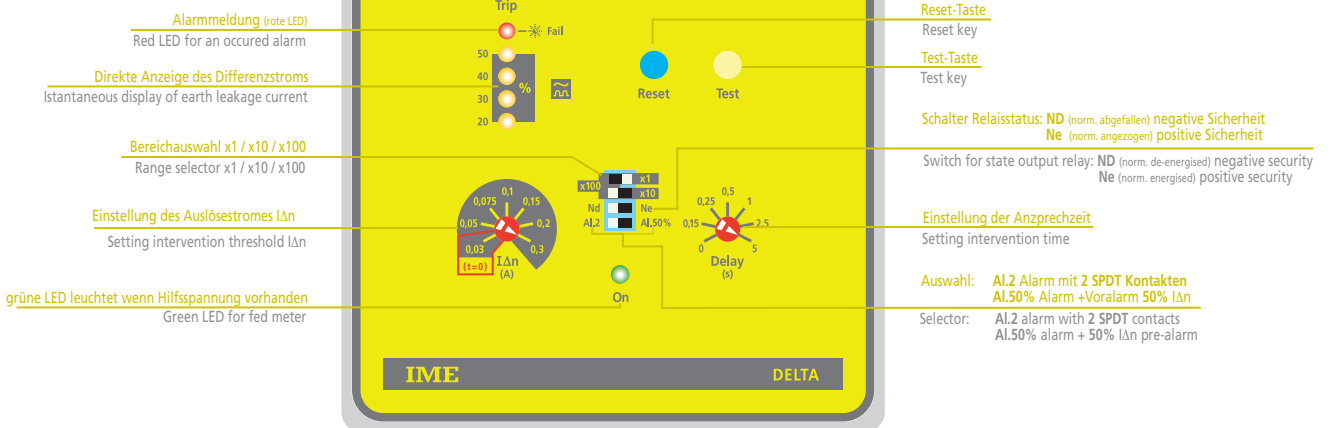 Trip
Alarmmeldung (rote LED)
Red LED for an occured alarm
Fail
50
40
30
20
%
Direkte Anzeige des Differenzstroms
Istantaneous display of earth leakage current
Reset
Test
Reset-Taste
Reset key
Test-Taste
Test key
Schalter Relaisstatus: ND (norm. abgefallen) negative Sicherheit
Ne (norm. angezogen) positive Sicherheit
Switch for state output relay: ND (norm. de-energised) negative security
Ne (norm. energised) positive security
Bereichauswahl x1 / x10 / x100
Range selector x1 / x10 / x100
x100
x1
x10
Nd
Ne
Al.2
Al.50%
Einstellung des Auslösestromes I∆n
Setting intervention threshold I∆n
0,03
0,05
0,075
0,1
0,15
0,2
0,3
(t=0)
I∆n
(A)
0
0,15
0,25
0,5
1
2.5
5
Delay
(s)
Einstellung der Anzprechzeit
Setting intervention time
grüne LED leuchtet wenn Hilfsspannung vorhanden
Green LED for fed meter
On
Auswahl: Al.2 Alarm mit 2 SPDT Kontakten
Al.50% Alarm +Voralarm 50% I∆n
Selector: Al.2 alarm with 2 SPDT contacts
Al.50% alarm + 50% I∆n pre-alarm
IME
DELTA